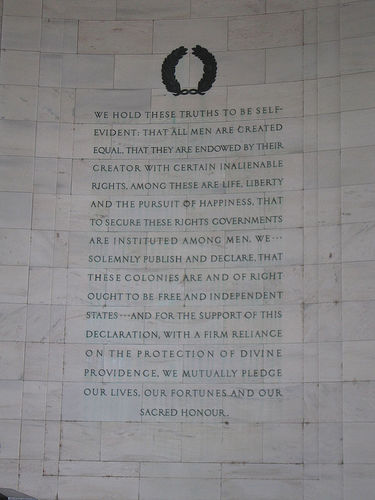 WE HOLD THESE TRUTHS TO BE SELF-
EVIDENT: THAT ALL MEN ARE CREATED
EQUAL, THAT THEY ARE ENDOWED BY THEIR
CREATOR WITH CERTAIN INALIENABLE
RIGHTS, AMONG THESE ARE LIFE, LIBERTY
AND THE PURSUIT OF HAPPINESS, THAT
TO SECURE THESE RIGHTS GOVERNMENTS
ARE INSTITUTED AMONG MEN. WE···
SOLEMNLY PUBLISH AND DECLARE, THAT
THESE COLONIES ARE AND OF RIGHT
OUGHT TO BE FREE AND INDEPENDENT
STATES···AND FOR THE SUPPORT OF THIS
DECLARATION, WITH A FIRM RELIANCE
ON THE PROTECTION OF DIVINE
PROVIDENCE, WE MUTUALLY PLEDGE
OUR LIVES, OUR FORTUNES AND OUR
SACRED HONOUR.